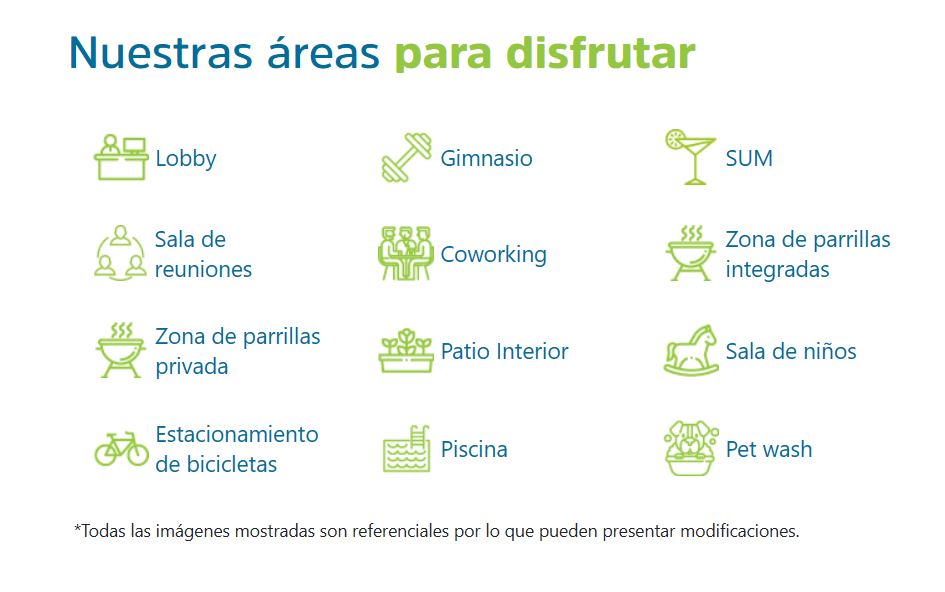 Nuestras áreas para disfrutar
Lobby
Gimnasio
SUM
Sala de
reuniones
Coworking
Zona de parrillas
integradas
Zona de parrillas
privada
Patio Interior
Sala de niños
Estacionamiento
de bicicletas
Piscina
Pet wash
*Todas las imágenes mostradas son referenciales por lo que pueden presentar modificaciones.